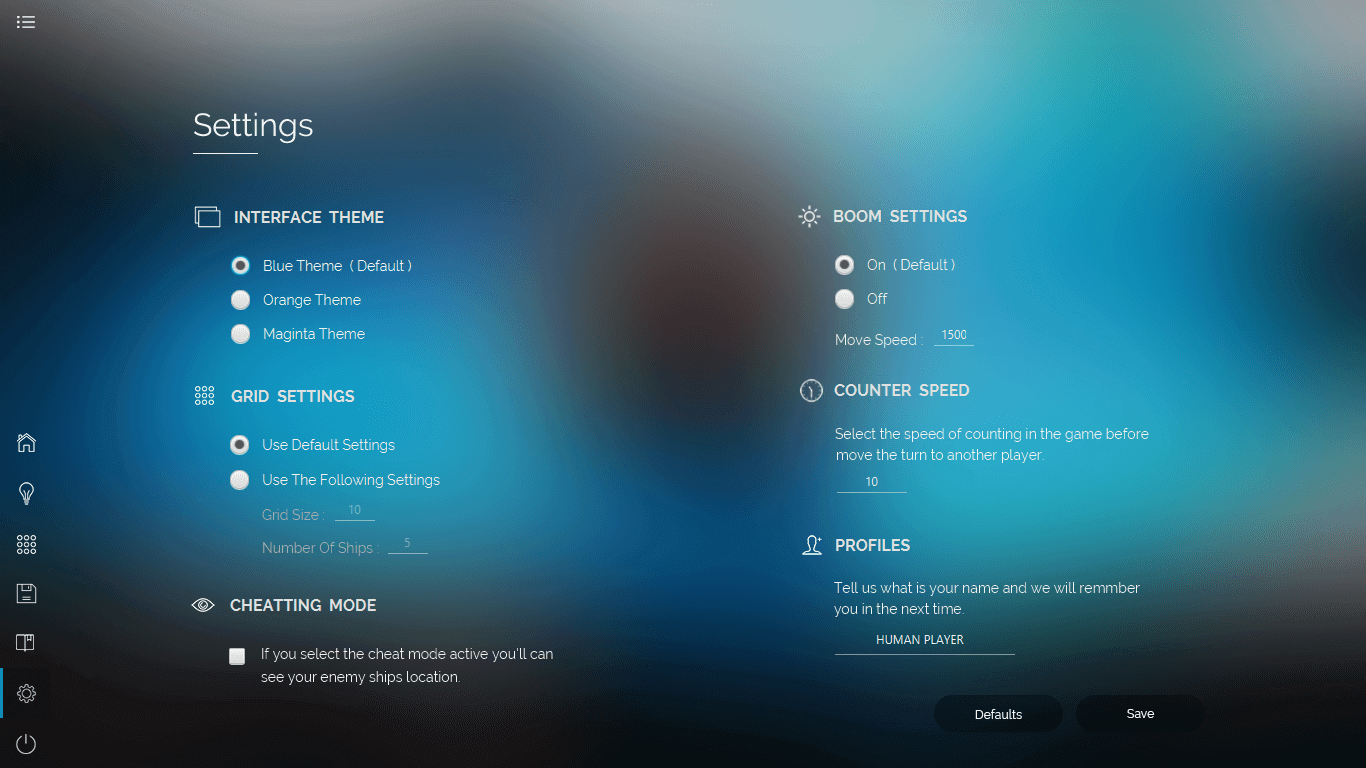 Settings
INTERFACE THEME
Blue Theme ( Default )
Orange Theme
Maginta Theme
GRID SETTINGS
Use Default Settings
Use The Following Settings
Grid Size : 10
Number Of Ships : 5
CHEATTING MODE
If you select the cheat mode active you'll can
see your enemy ships location.
BOOM SETTINGS
On ( Default )
Off
Move Speed : 1500
COUNTER SPEED
Select the speed of counting in the game before
move the turn to another player.
10
PROFILES
Tell us what is your name and we will remmber
you in the next time.
HUMAN PLAYER
Defaults
Save